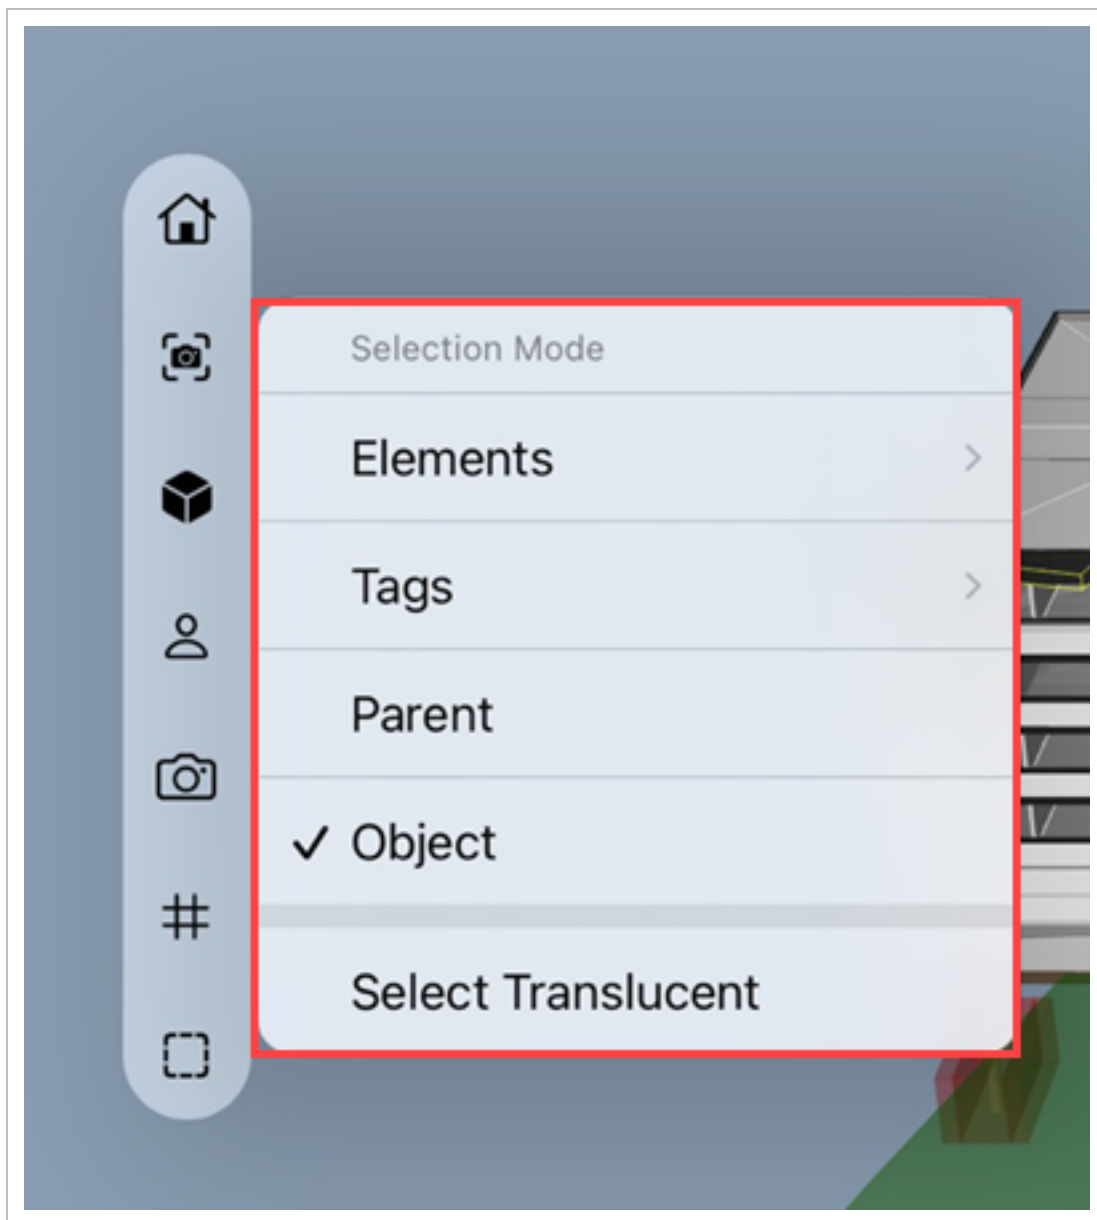 Selection Mode
Elements
Tags
Parent
Object
Select Translucent